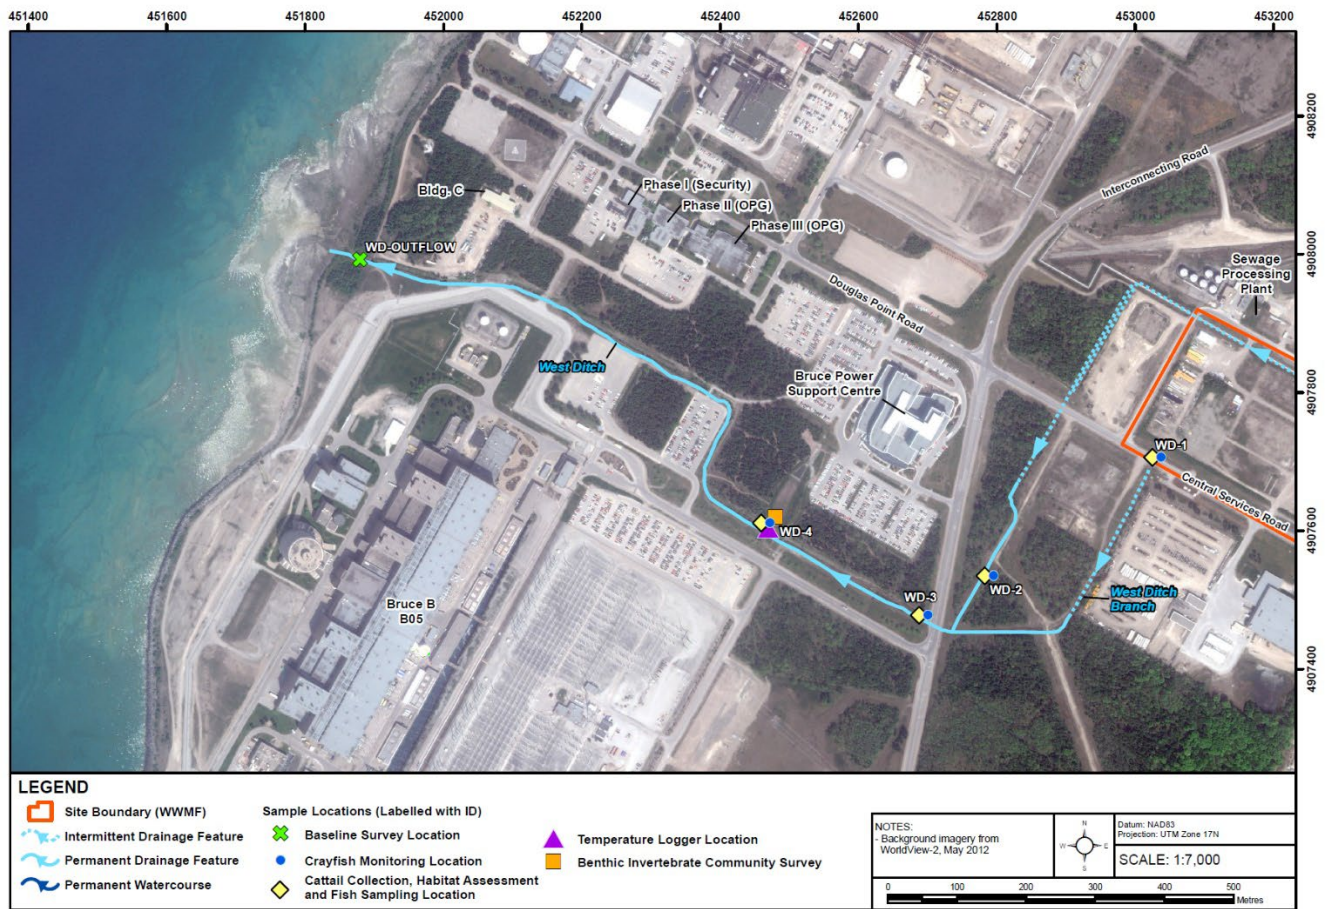 451400 451600 451800 452000 452200 452400 452600 452800 453000 453200
4908200
4908000
4907800
4907600
4907400
Interconnecting Road
Phase I (Security)
Bldg. C
Phase II (OPG)
Phase III (OPG)
WD-OUTFLOW
Sewage
Processing
Plant
Douglas Point Road
West Ditch
Bruce Power
Support Centre
WD-1
Central Services Road
WD-4
WD-2
West Ditch
Branch
WD-3
Bruce B
B05
LEGEND
Site Boundary (WWMF)
Intermittent Drainage Feature
Permanent Drainage Feature
Permanent Watercourse
Sample Locations (Labelled with ID)
Baseline Survey Location
Crayfish Monitoring Location
Cattail Collection, Habitat Assessment
and Fish Sampling Location
Temperature Logger Location
Benthic Invertebrate Community Survey
NOTES:
- Background imagery from
WorldView-2, May 2012
N
W E
S
Datum: NAD83
Projection: UTM Zone 17N
SCALE: 1:7,000
0 100 200 300 400 500
Metres